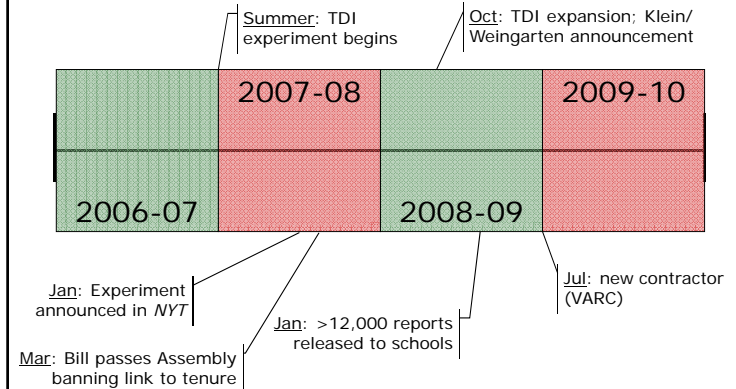 Summer: TDI
experiment begins
Oct: TDI expansion; Klein/
Weingarten announcement
2007-08
2009-10
2006-07
2008-09
Jan: Experiment
announced in NYT
Mar: Bill passes Assembly
banning link to tenure
Jan: >12,000 reports
released to schools
Jul: new contractor
(VARC)